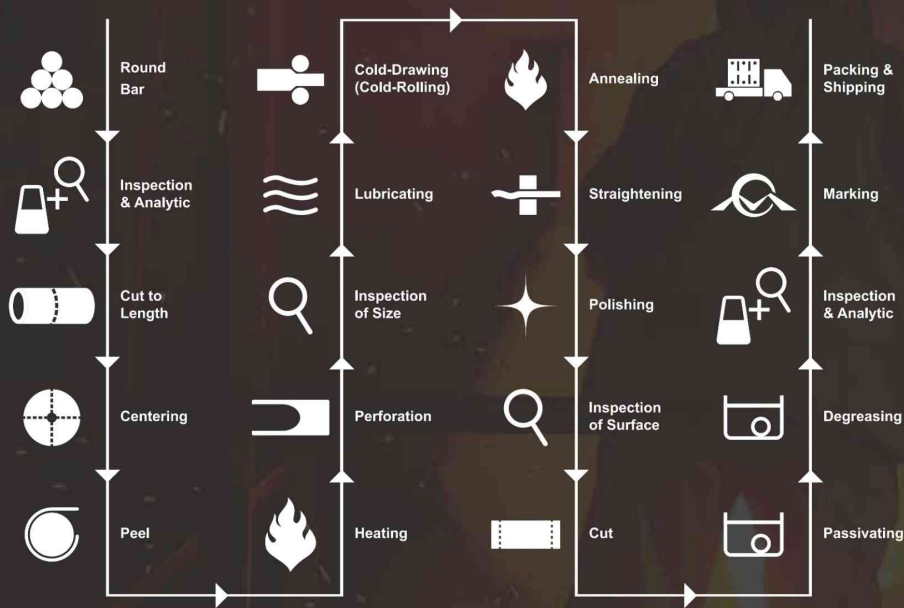 Round
Bar
Inspection
& Analytic
Cut to
Length
Centering
Peel
Heating
Perforation
Inspection
of Size
Lubricating
Cold-Drawing
(Cold-Rolling)
Annealing
Straightening
Polishing
Inspection
of Surface
Cut
Passivating
Degreasing
Inspection
& Analytic
Marking
Packing &
Shipping